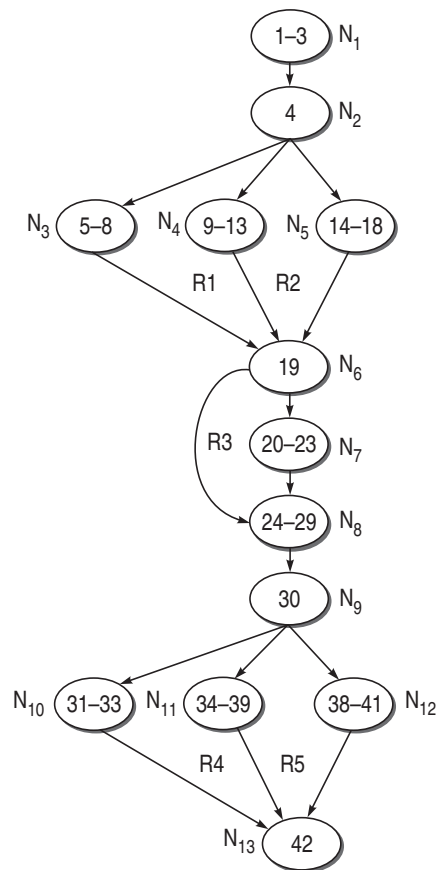 1–3 N1
4 N2
N3 5–8 N4 9–13 N5 14–18
R1 R2
19 N6
R3 20–23 N7
24–29 N8
30 N9
N10 31–33 N11 34–39 38–41 N12
R4 R5
N13 42